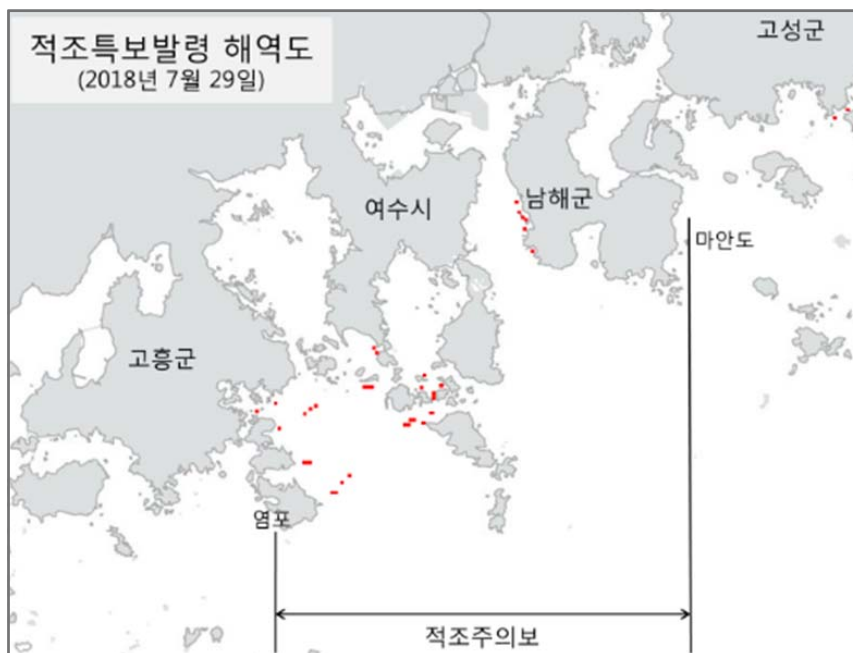 적조특보발령 해역도
(2018년 7월 29일)
고성군
여수시
남해군
마안도
고흥군
염포
적조주의보